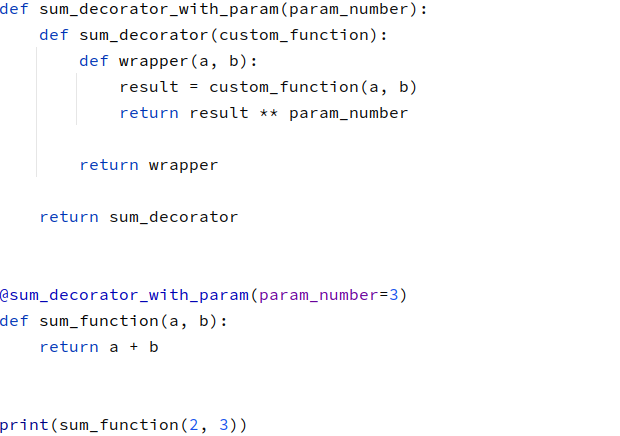 def sum_decorator_with_param(param_number):
    def sum_decorator(custom_function):
        def wrapper(a, b):
            result = custom_function(a, b)
            return result ** param_number

        return wrapper

    return sum_decorator


@sum_decorator_with_param(param_number=3)
def sum_function(a, b):
    return a + b


print(sum_function(2, 3))